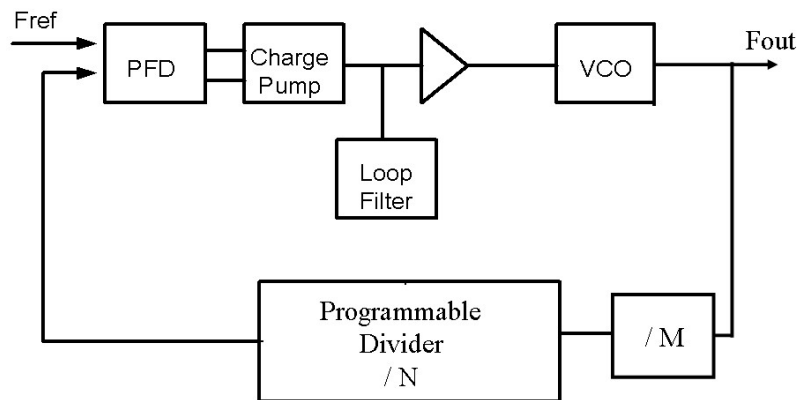 Fref
PFD
Charge
Pump
VCO
Fout
Loop
Filter
Programmable
Divider
/ N
/ M